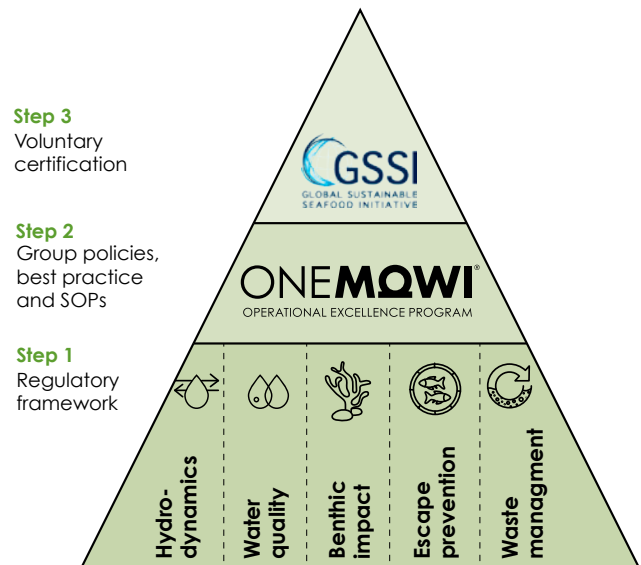 Step 3
Voluntary
certification
GSSI
GLOBAL SUSTAINABLE
SEAFOOD INITIATIVE
Step 2
Group policies,
best practice
and SOPs
ONEMOWI®
OPERATIONAL EXCELLENCE PROGRAM
Step 1
Regulatory
framework
Hydro-
dynamics
Water
quality
Benthic
impact
Escape
prevention
Waste
managment